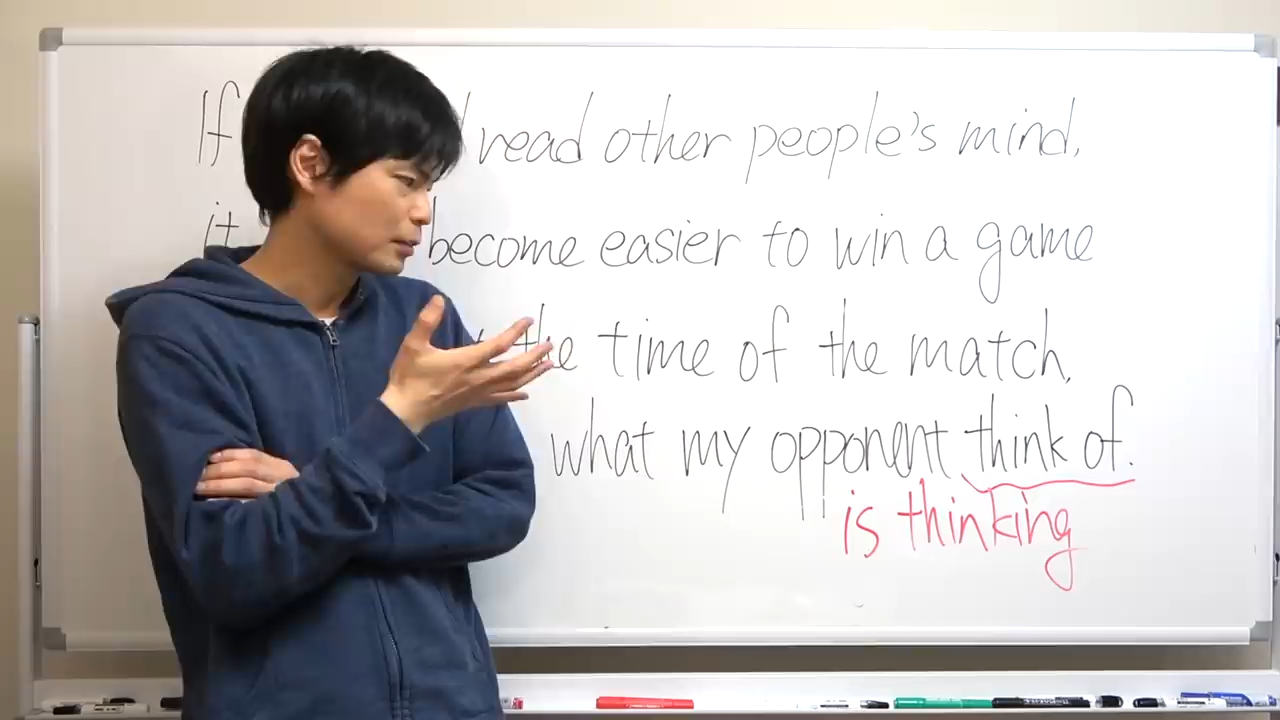 If read other people's mind,
it become easier to win a game
the time of the match,
what my opponent think of.
is thinking